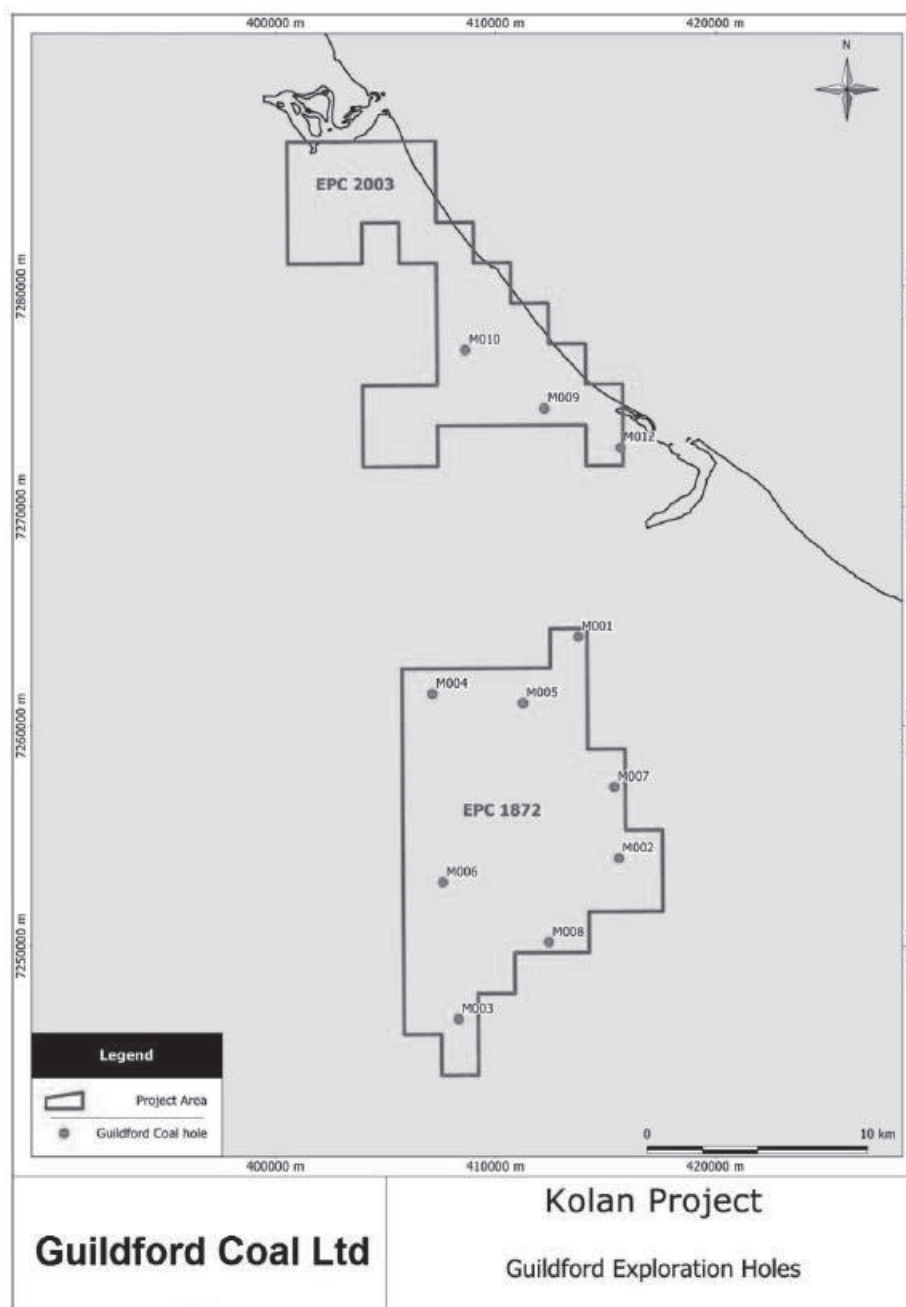 400000 m
410000 m
420000 m
N
EPC 2003
7280000 m
M010
M009
M012
7270000 m
M001
M004
M005
7260000 m
M007
EPC 1872
M002
M006
M008
7250000 m
M003
Legend
Project Area
Guildford Coal hole
0
10 km
400000 m
410000 m
420000 m
Guildford Coal Ltd
Kolan Project
Guildford Exploration Holes